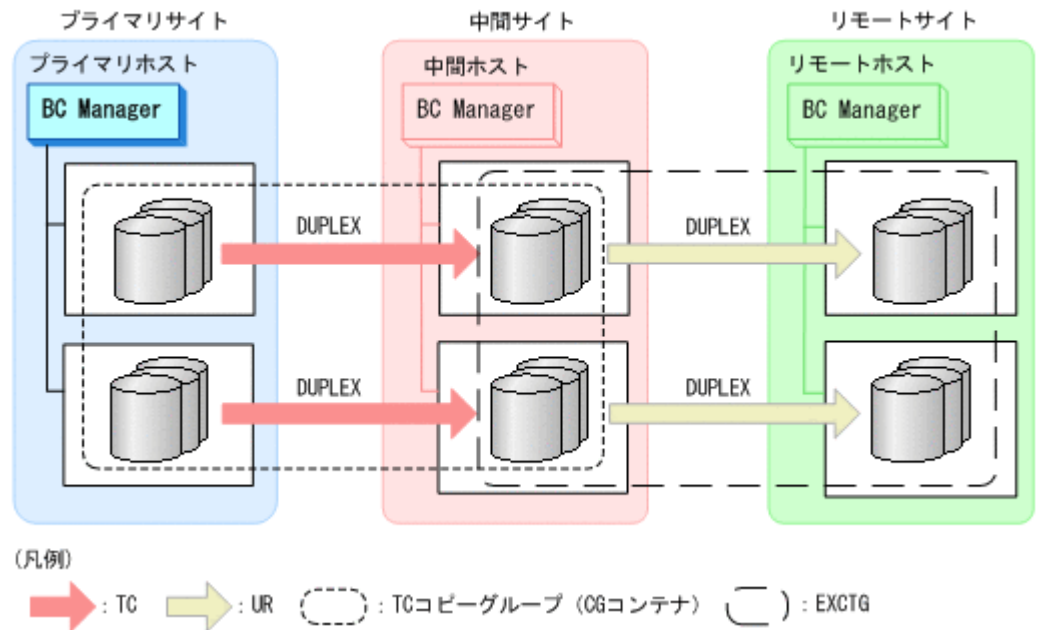 プライマリサイト
中間サイト
リモートサイト
プライマリホスト
中間ホスト
リモートホスト
BC Manager
BC Manager
BC Manager
DUPLEX
DUPLEX
DUPLEX
DUPLEX
(凡例)
: TC
: UR
: TCコピーグループ (CGコンテナ)
: EXCTG